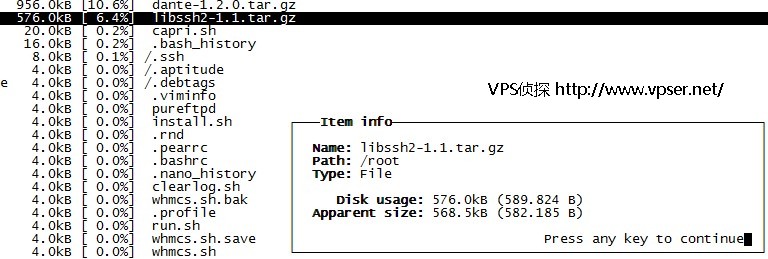 956.0kB [10.6%]  dante-1.2.0.tar.gz
576.0kB [ 6.4%]  libssh2-1.1.tar.gz
20.0kB [ 0.2%]  capri.sh
16.0kB [ 0.2%]  .bash_history
8.0kB [ 0.1%] /.ssh
4.0kB [ 0.0%] /.aptitude
e 4.0kB [ 0.0%] /.debtags
4.0kB [ 0.0%]  .viminfo
4.0kB [ 0.0%]  pureftpd
4.0kB [ 0.0%]  install.sh
4.0kB [ 0.0%]  .rnd
4.0kB [ 0.0%]  .pearrc
4.0kB [ 0.0%]  .bashrc
4.0kB [ 0.0%]  .nano_history
4.0kB [ 0.0%]  clearlog.sh
4.0kB [ 0.0%]  whmcs.sh.bak
4.0kB [ 0.0%]  .profile
4.0kB [ 0.0%]  run.sh
4.0kB [ 0.0%]  whmcs.sh.save
4.0kB [ 0.0%]  whmcs.sh
VPS侦探 http://www.vpser.net/
Item info
Name: libssh2-1.1.tar.gz
Path: /root
Type: File
Disk usage: 576.0kB (589.824 B)
Apparent size: 568.5kB (582.185 B)
Press any key to continue